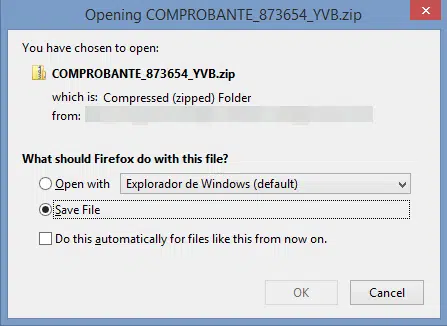 Opening COMPROBANTE_873654_YVB.zip
You have chosen to open:
COMPROBANTE_873654_YVB.zip
which is: Compressed (zipped) Folder
from:
What should Firefox do with this file?
Open with Explorador de Windows (default)
Save File
Do this automatically for files like this from now on.
OK Cancel